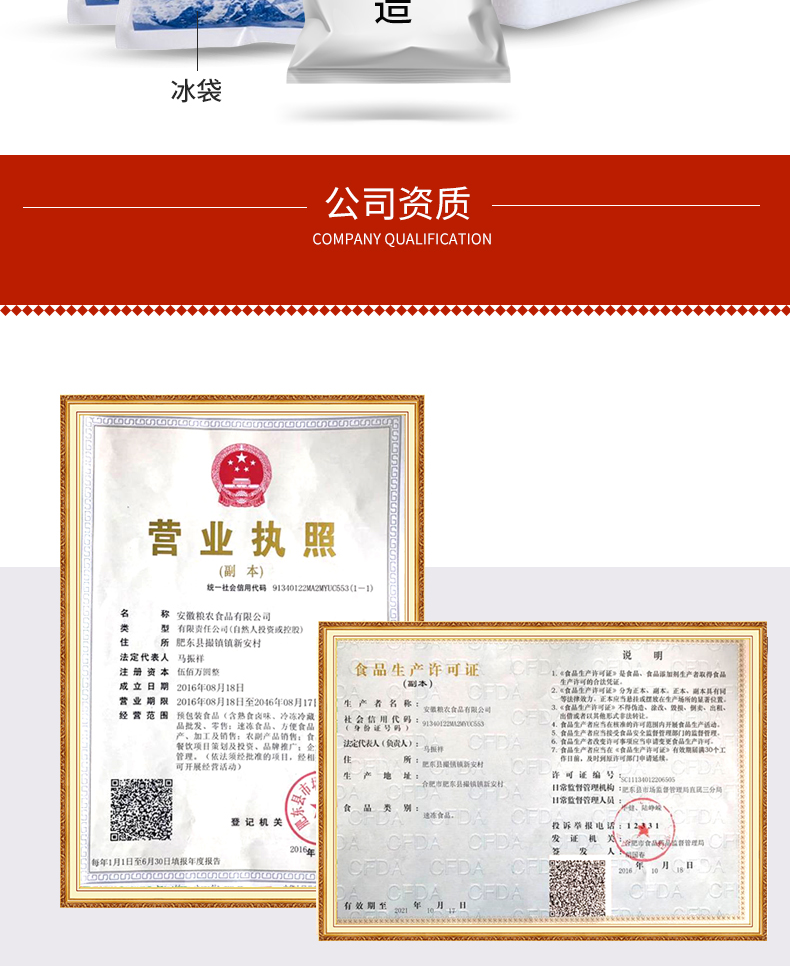 造
冰袋
公司资质
COMPANY QUALIFICATION
营业执照
(副 本)
统一社会信用代码 91340122MA2MYUC553(1-1)
名 称 安徽粮农食品有限公司
类 型 有限责任公司(自然人投资或控股)
住 所 肥东县撮镇镇新安村
法定代表人 马振祥
注册资本 伍佰万圆整
成立日期 2016年08月18日
营业期限 2016年08月18日至2046年08月17日
经营范围 预包装食品(含熟食卤味、冷冻冷藏
品批发、零售;速冻食品、方便食品
产、加工及销售;农副产品销售;食
餐饮项目策划及投资、品牌推广;企
管理。(依法须经批准的项目,经相
可开展经营活动)
登记机关
肥东县市场
2016年
每年1月1日至6月30日填报年度报告
食品生产许可证
(副本)
生产者名称: 安徽粮农食品有限公司
社会信用代码: 91340122MA2MYUC553
(身份证号码)
法定代表人(负责人): 马振祥
住 所: 肥东县撮镇镇新安村
生产地址: 合肥市肥东县撮镇镇新安村
食品类别: 速冻食品。
有效期至 2021 年 10 月 17 日
说 明
1.《食品生产许可证》是食品、食品添加剂生产者取得食品
生产许可的合法凭证。
2.《食品生产许可证》分为正本、副本。正本、副本具有同
等法律效力。正本应当悬挂或摆放在生产场所的显著位置。
3.《食品生产许可证》不得伪造、涂改、毁损、倒卖、出租、
出借或者以其他形式非法转让。
4. 食品生产者应当在核准的许可范围内开展食品生产活动。
5. 食品生产者应当接受食品安全监督管理部门的监督管理。
6. 食品生产者改变许可事项应当申请变更食品生产许可。
7. 食品生产者应当在《食品生产许可证》有效期届满30个工
作日前,及时到原许可部门申请延续。
许可证编号: SC11134012206505
日常监督管理机构: 肥东县市场监督管理局直属三分局
日常监督管理人员:
投诉举报电话: 12331
发证机关: 合肥市食品药品监督管理局
签发人:
2016 年 10 月 18 日